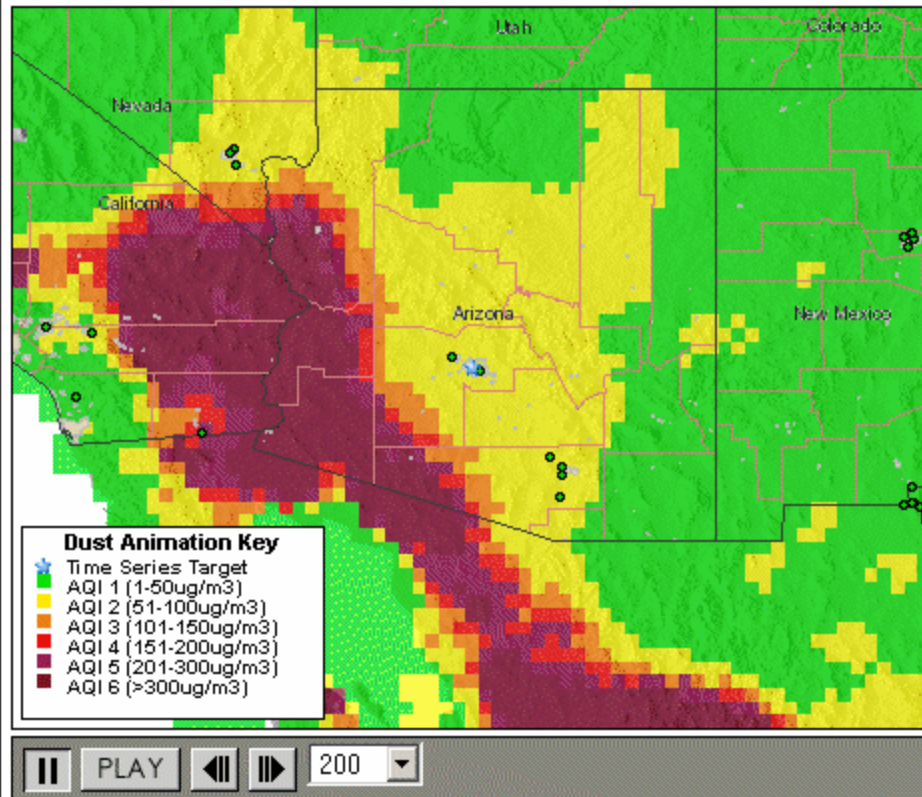 Utah
Colorado
Nevada
California
Arizona
New Mexico
Dust Animation Key
Time Series Target
AQI 1 (1-50ug/m3)
AQI 2 (51-100ug/m3)
AQI 3 (101-150ug/m3)
AQI 4 (151-200ug/m3)
AQI 5 (201-300ug/m3)
AQI 6 (>300ug/m3)
PLAY
200